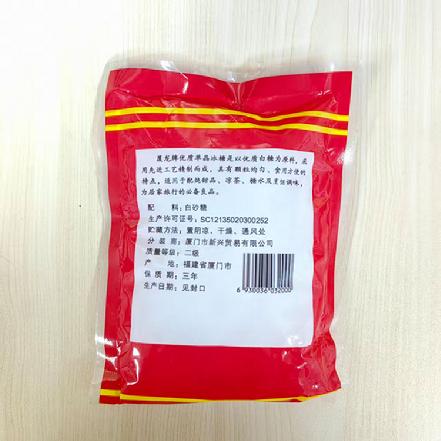 厦龙牌优质单晶冰糖是以优质白糖为原料，采
用先进工艺精制而成，具有颗粒均匀、食用方便的
特点，适用于配炖甜品、凉茶、糖水及烹饪调味，
为居家旅行的必备良品。
配　　料：白砂糖
生产许可证号：SC12135020300252
贮藏方法：置阴凉、干燥、通风处
分 装 商：厦门市新兴贸易有限公司
质量等级：二级
产　　地：福建省厦门市
保 质 期：三年
生产日期：见封口
6 930036 032000